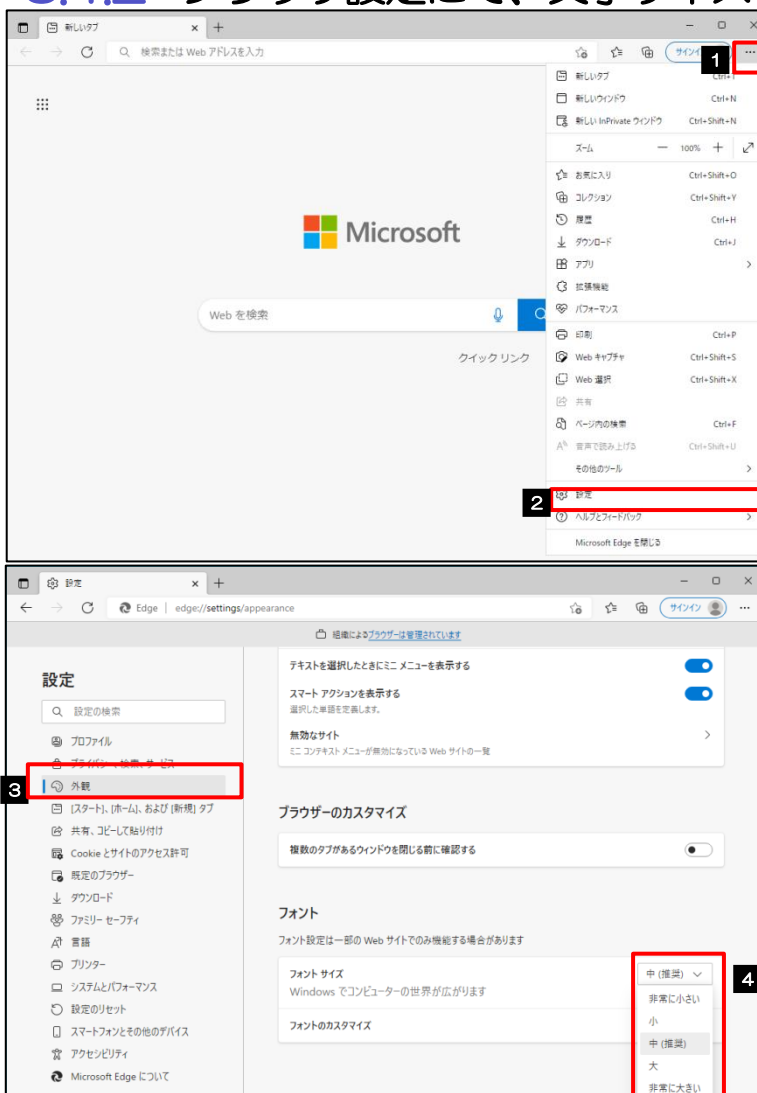 新しいタブ
検索または Web アドレスを入力
1
新しいタブ
新しいウィンドウ Ctrl+N
新しい InPrivate ウィンドウ Ctrl+Shift+N
ズーム — 100% +
お気に入り Ctrl+Shift+O
コレクション Ctrl+Shift+Y
履歴 Ctrl+H
ダウンロード Ctrl+J
アプリ
拡張機能
パフォーマンス
印刷 Ctrl+P
Web キャプチャ Ctrl+Shift+S
Web 選択 Ctrl+Shift+X
共有
ページ内の検索 Ctrl+F
音声で読み上げる Ctrl+Shift+U
その他のツール
2 設定
ヘルプとフィードバック
Microsoft Edge を閉じる
Microsoft
Web を検索
クイック リンク
設定
Edge | edge://settings/appearance
サインイン
組織によるブラウザーは管理されています
設定
設定の検索
プロファイル
3 外観
[スタート]、[ホーム]、および [新規] タブ
共有、コピーして貼り付け
Cookie とサイトのアクセス許可
既定のブラウザー
ダウンロード
ファミリー セーフティ
言語
プリンター
システムとパフォーマンス
設定のリセット
スマートフォンとその他のデバイス
アクセシビリティ
Microsoft Edge について
テキストを選択したときにミニ メニューを表示する
スマート アクションを表示する
選択した単語を定義します。
無効なサイト
ミニ コンテキスト メニューが無効になっている Web サイトの一覧
ブラウザーのカスタマイズ
複数のタブがあるウィンドウを閉じる前に確認する
フォント
フォント設定は一部の Web サイトでのみ機能する場合があります
フォント サイズ
Windows でコンピューターの世界が広がります
フォントのカスタマイズ
中 (推奨)
4
非常に小さい
小
中 (推奨)
大
非常に大きい